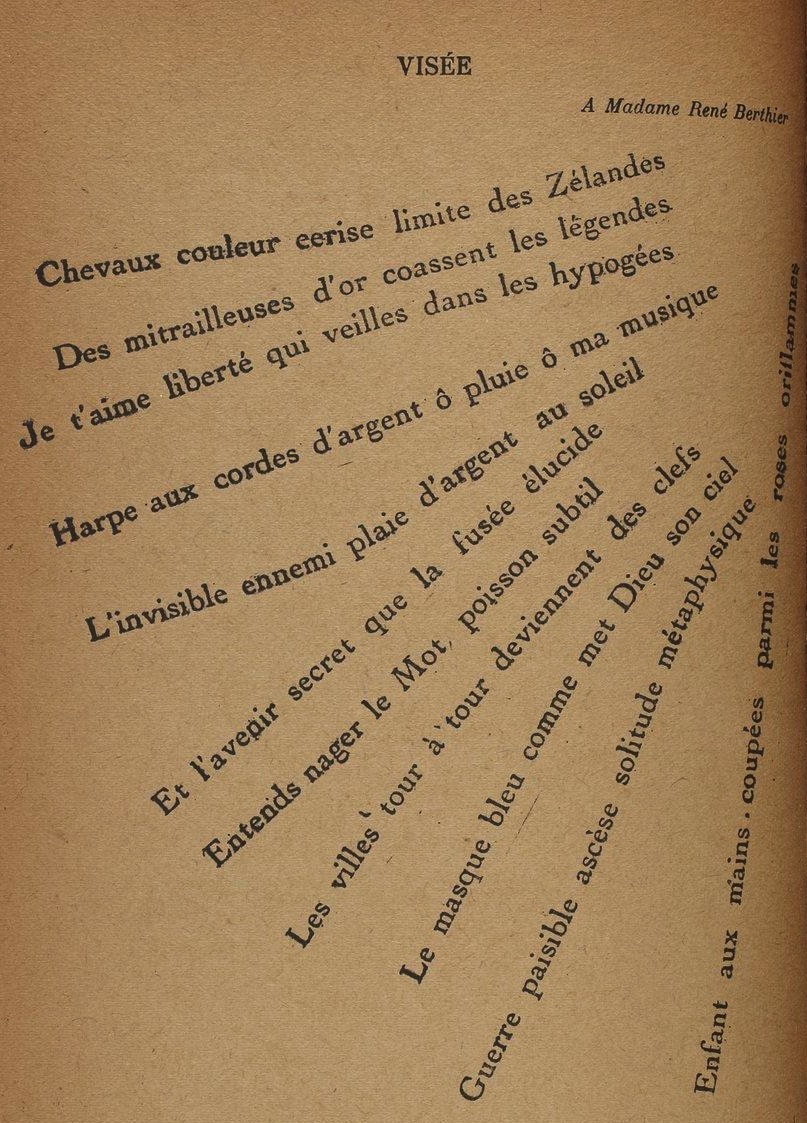 VISÉE
A Madame René Berthier
Chevaux couleur cerise limite des Zélandes
Des mitrailleuses d'or coassent les légendes
Je t'aime liberté qui veilles dans les hypogées
Harpe aux cordes d'argent ô pluie ô ma musique
L'invisible ennemi plaie d'argent au soleil
Et l'avenir secret que la fusée élucide
Entends nager le Mot poisson subtil
Les villes tour à tour deviennent des clefs
Le masque bleu comme met Dieu son ciel
Guerre paisible ascèse solitude métaphysique
Enfant aux mains coupées parmi les roses oriflammes